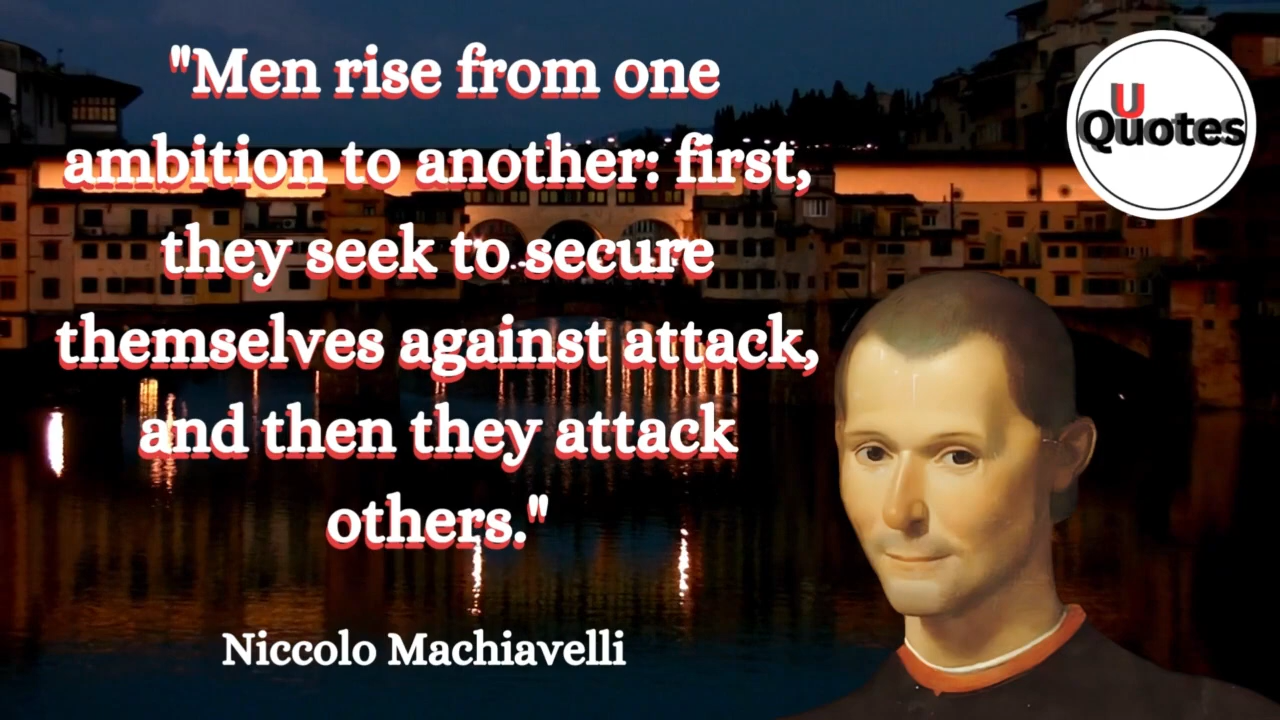 "Men rise from one
ambition to another: first,
they seek to secure
themselves against attack,
and then they attack
others."
Niccolo Machiavelli
U
Quotes